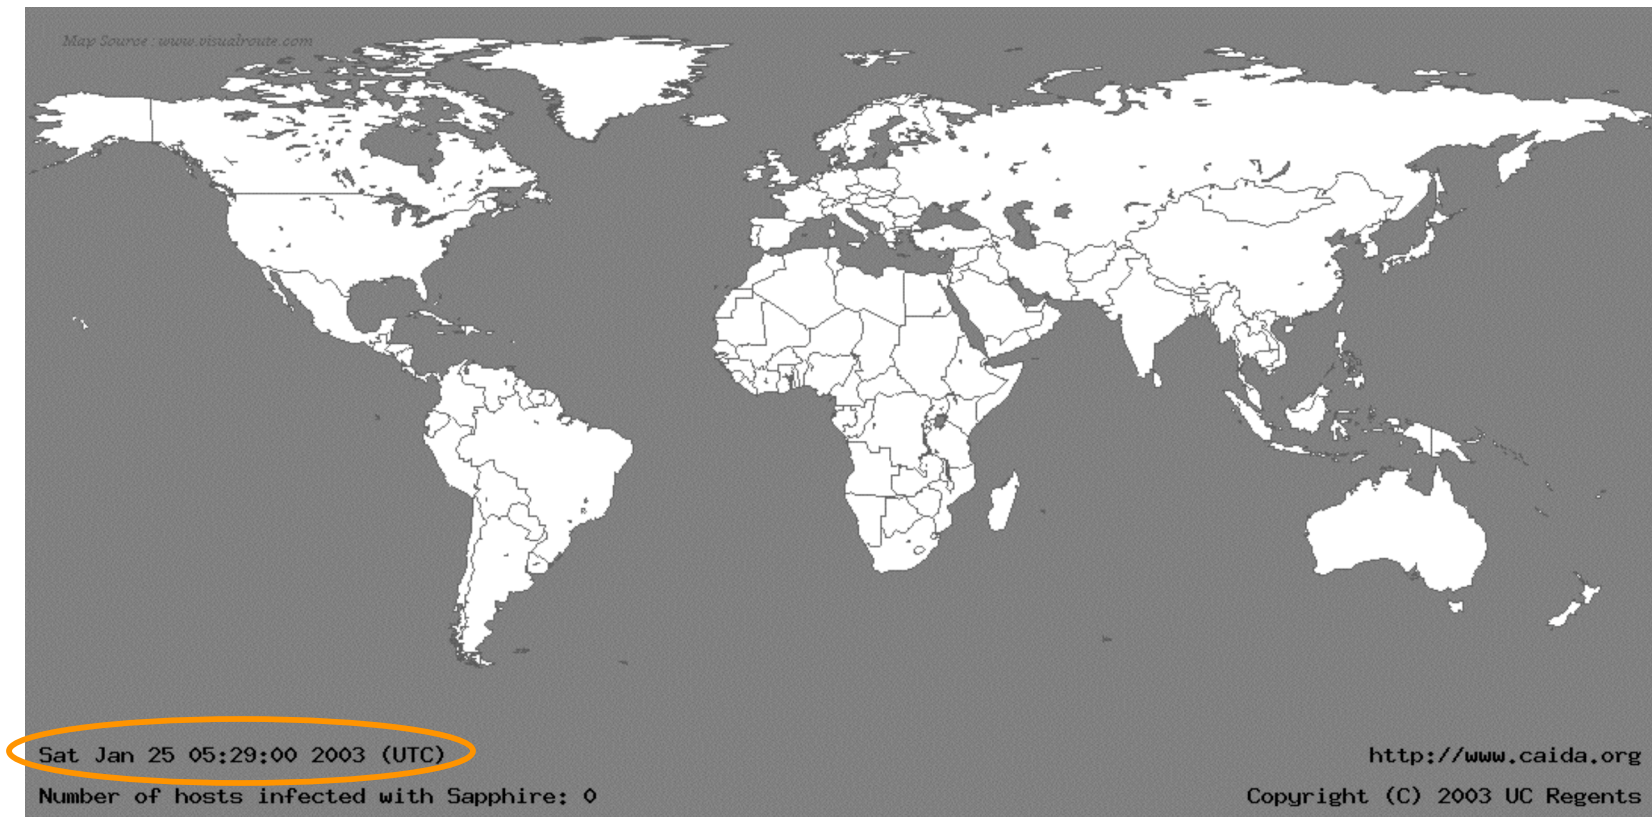 Map Source : www.visualroute.com
Sat Jan 25 05:29:00 2003 (UTC)
http://www.caida.org
Number of hosts infected with Sapphire: 0
Copyright (C) 2003 UC Regents